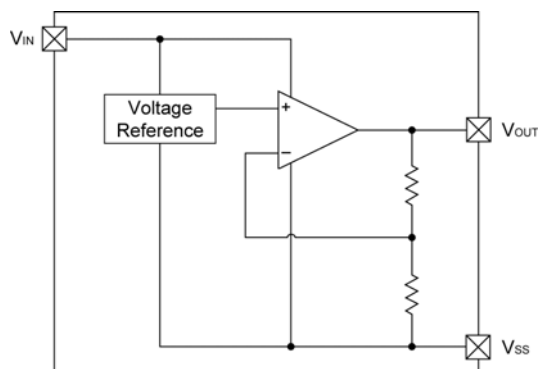 VIN
Voltage
Reference
+
−
VOUT
VSS